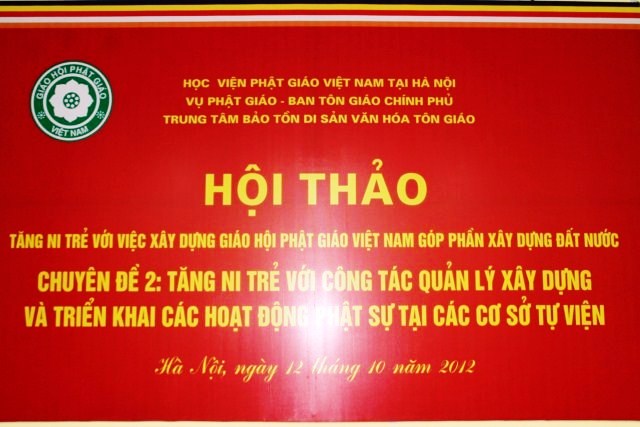 GIÁO HỘI PHẬT GIÁO
VIỆT NAM
HỌC VIỆN PHẬT GIÁO VIỆT NAM TẠI HÀ NỘI
VỤ PHẬT GIÁO - BAN TÔN GIÁO CHÍNH PHỦ
TRUNG TÂM BẢO TỒN DI SẢN VĂN HÓA TÔN GIÁO
HỘI THẢO
TĂNG NI TRẺ VỚI VIỆC XÂY DỰNG GIÁO HỘI PHẬT GIÁO VIỆT NAM GÓP PHẦN XÂY DỰNG ĐẤT NƯỚC
CHUYÊN ĐỀ 2: TĂNG NI TRẺ VỚI CÔNG TÁC QUẢN LÝ XÂY DỰNG
VÀ TRIỂN KHAI CÁC HOẠT ĐỘNG PHẬT SỰ TẠI CÁC CƠ SỞ TỰ VIỆN
Hà Nội, ngày 12 tháng 10 năm 2012